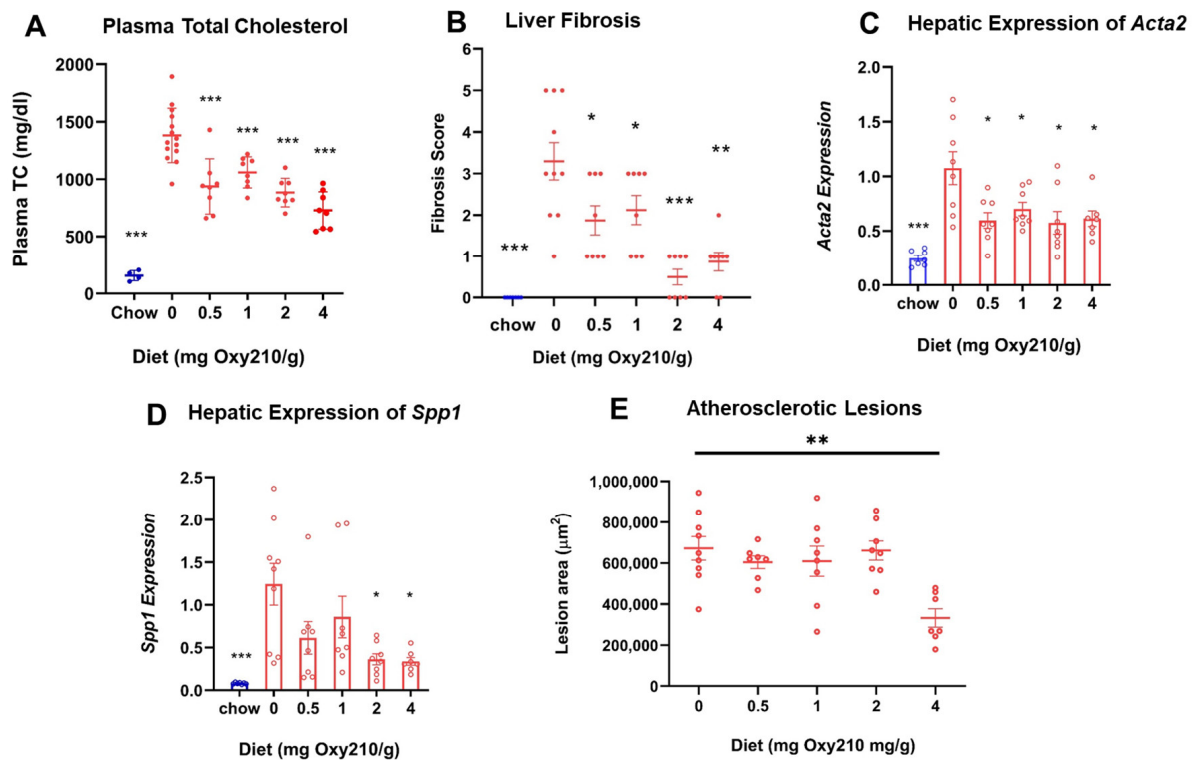 A
Plasma Total Cholesterol
Plasma TC (mg/dl)
2000
1500
1000
500
0
***
***
***
***
***
Chow 0 0.5 1 2 4
Diet (mg Oxy210/g)
B
Liver Fibrosis
Fibrosis Score
6
5
4
3
2
1
0
***
*
*
***
**
chow 0 0.5 1 2 4
Diet (mg Oxy210/g)
C
Hepatic Expression of Acta2
Acta2 Expression
2.0
1.5
1.0
0.5
0.0
***
*
*
*
*
chow 0 0.5 1 2 4
Diet (mg Oxy210/g)
D
Hepatic Expression of Spp1
Spp1 Expression
2.5
2.0
1.5
1.0
0.5
0.0
***
*
*
chow 0 0.5 1 2 4
Diet (mg Oxy210/g)
E
Atherosclerotic Lesions
**
Lesion area (µm²)
1,000,000
800,000
600,000
400,000
200,000
0
0 0.5 1 2 4
Diet (mg Oxy210 mg/g)